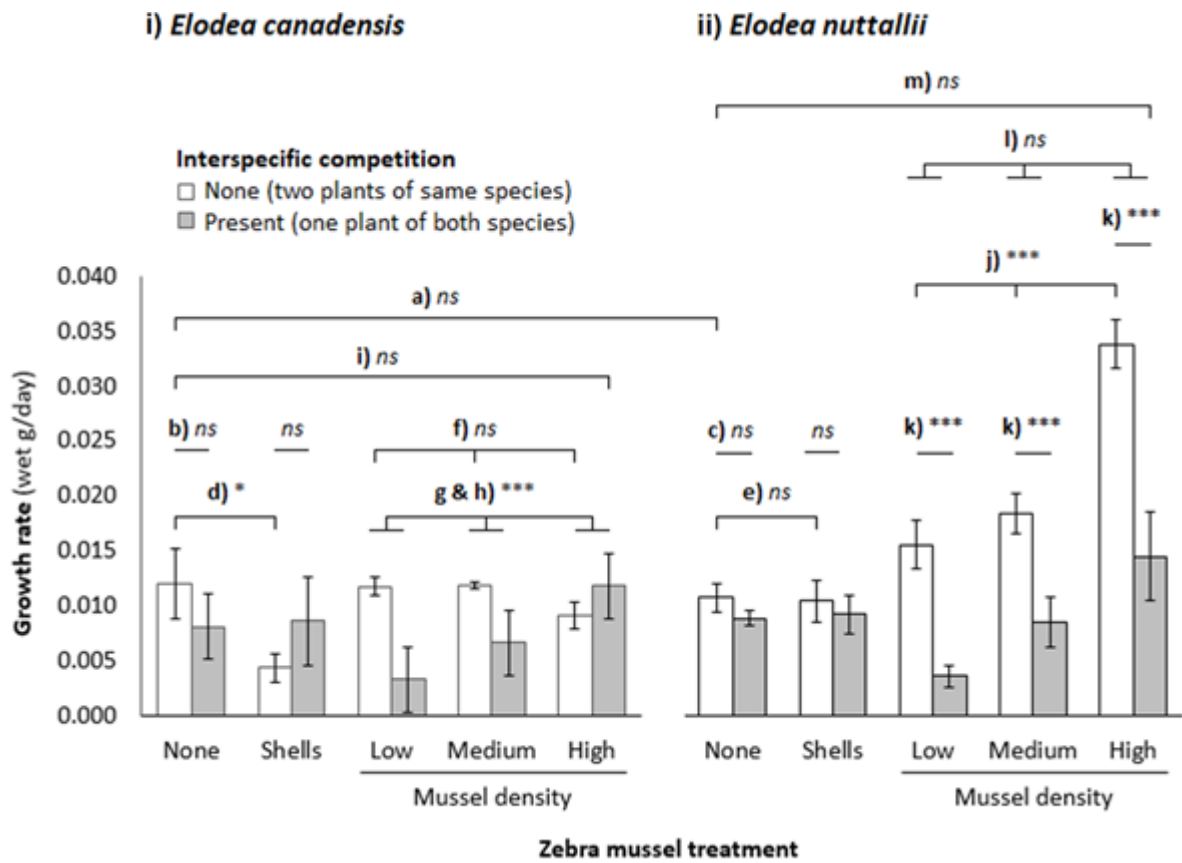 i) Elodea canadensis
ii) Elodea nuttallii
m) ns
l) ns
Interspecific competition
None (two plants of same species)
Present (one plant of both species)
k) ***
j) ***
a) ns
i) ns
b) ns
ns
f) ns
c) ns
ns
k) ***
k) ***
d) *
g & h) ***
e) ns
Growth rate (wet g/day)
0.040
0.035
0.030
0.025
0.020
0.015
0.010
0.005
0.000
None Shells Low Medium High
None Shells Low Medium High
Mussel density
Mussel density
Zebra mussel treatment